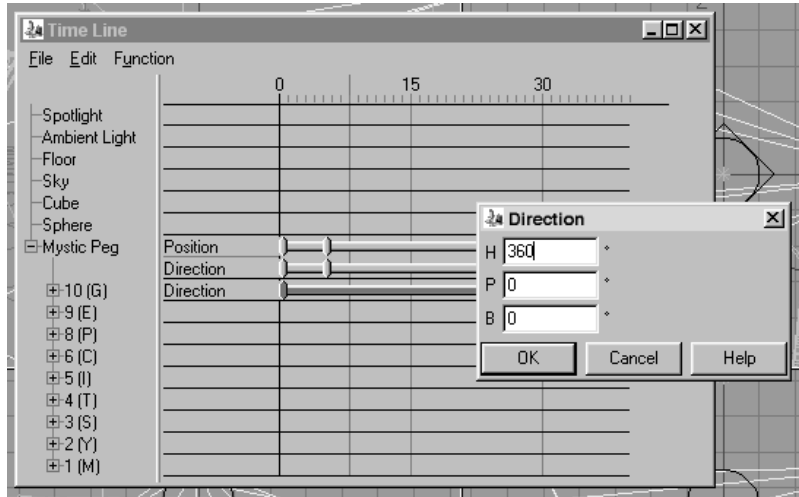 Time Line
File Edit Function
0 15 30
Spotlight
Ambient Light
Floor
Sky
Cube
Sphere
Mystic Peg Position
Direction
10 (G) Direction
9 (E)
8 (P)
6 (C)
5 (I)
4 (T)
3 (S)
2 (Y)
1 (M)
Direction
H 360 °
P 0 °
B 0 °
OK Cancel Help